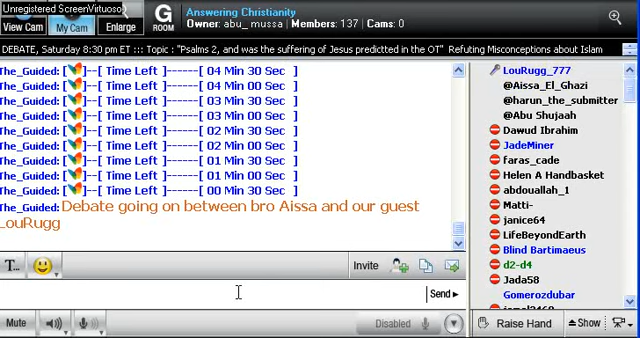 Unregistered ScreenVirtuoso
View Cam
My Cam
Enlarge
G
ROOM
Answering Christianity
Owner: abu_mussa | Members: 137 | Cams: 0
DEBATE, Saturday 8:30 pm ET ::: Topic : "Psalms 2, and was the suffering of Jesus predictted in the OT" Refuting Misconceptions about Islam
The_Guided: [ ]--[ Time Left ]------[ 04 Min 30 Sec ]
The_Guided: [ ]--[ Time Left ]------[ 04 Min 00 Sec ]
The_Guided: [ ]--[ Time Left ]------[ 03 Min 30 Sec ]
The_Guided: [ ]--[ Time Left ]------[ 03 Min 00 Sec ]
The_Guided: [ ]--[ Time Left ]------[ 02 Min 30 Sec ]
The_Guided: [ ]--[ Time Left ]------[ 02 Min 00 Sec ]
The_Guided: [ ]--[ Time Left ]------[ 01 Min 30 Sec ]
The_Guided: [ ]--[ Time Left ]------[ 01 Min 00 Sec ]
The_Guided: [ ]--[ Time Left ]------[ 00 Min 30 Sec ]
The_Guided: Debate going on between bro Aissa and our guest
LouRugg
T...
Invite
Send
Mute
Disabled
LouRugg_777
@Aissa_El_Ghazi
@harun_the_submitter
@Abu Shujaah
Dawud Ibrahim
JadeMiner
faras_cade
Helen A Handbasket
abdouallah_1
Matti-
janice64
LifeBeyondEarth
Blind Bartimaeus
d2-d4
Jada58
Gomerozdubar
Raise Hand
Show